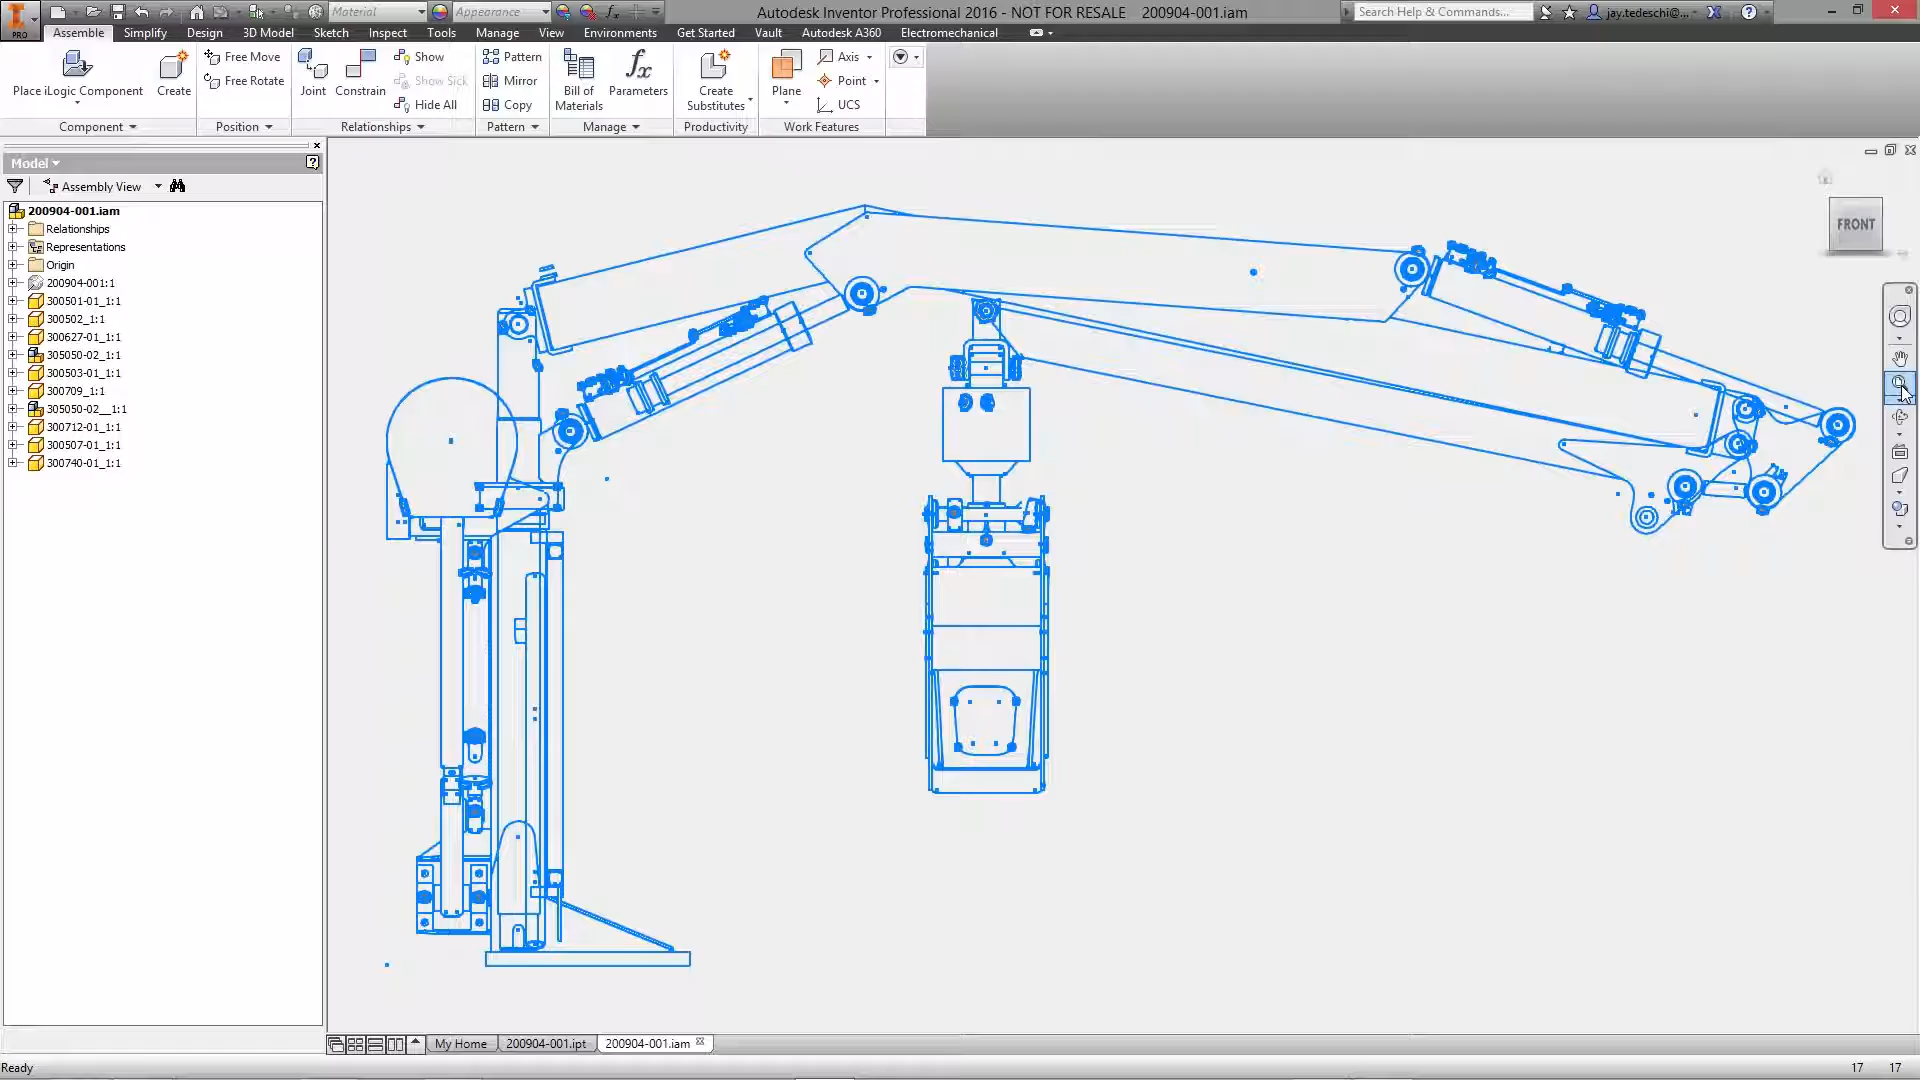 Material
Appearance
Autodesk Inventor Professional 2016 - NOT FOR RESALE 200904-001.iam
Search Help & Commands...
jay.tedeschi@...
PRO
Assemble
Simplify
Design
3D Model
Sketch
Inspect
Tools
Manage
View
Environments
Get Started
Vault
Autodesk A360
Electromechanical
Place iLogic Component
Create
Free Move
Free Rotate
Joint
Constrain
Show
Show Sick
Hide All
Pattern
Mirror
Copy
Bill of
Materials
fx
Parameters
Create
Substitutes
Plane
Axis
Point
UCS
Component
Position
Relationships
Pattern
Manage
Productivity
Work Features
Model
Assembly View
200904-001.iam
Relationships
Representations
Origin
200904-001:1
300501-01_1:1
300502_1:1
300627-01_1:1
305050-02_1:1
300503-01_1:1
300709_1:1
305050-02__1:1
300712-01_1:1
300507-01_1:1
300740-01_1:1
FRONT
My Home
200904-001.ipt
200904-001.iam
Ready
17 17